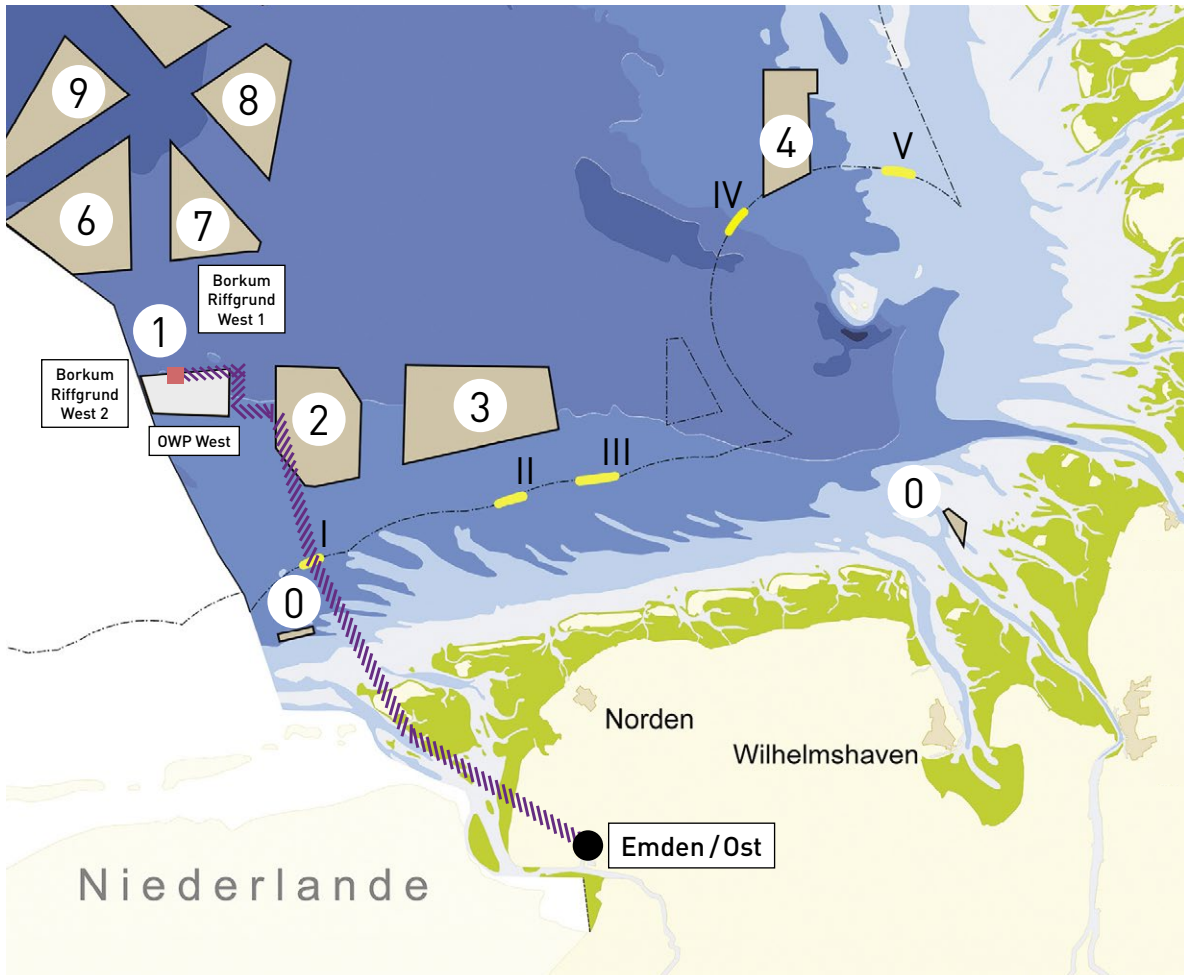 9
8
4
V
IV
6
7
Borkum
Riffgrund
West 1
1
Borkum
Riffgrund
West 2
OWP West
2
3
II
III
I
0
0
Norden
Wilhelmshaven
Emden / Ost
Niederlande